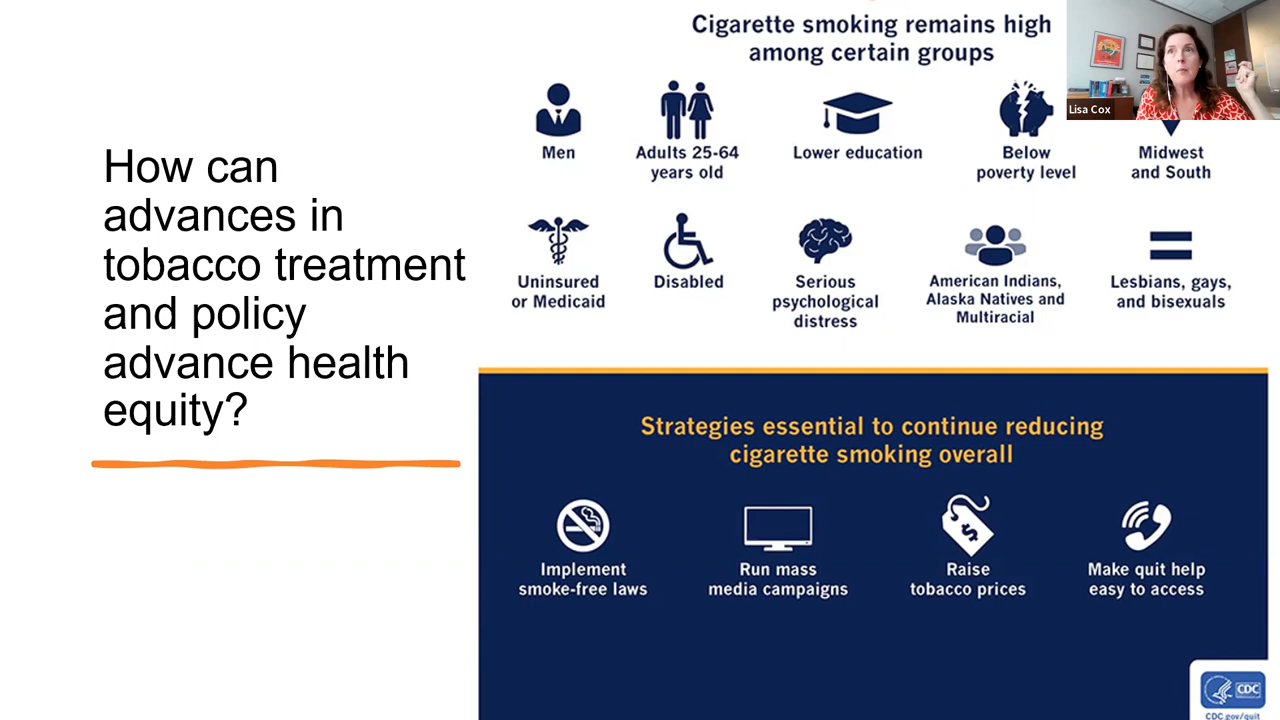 How can
advances in
tobacco treatment
and policy
advance health
equity?
Cigarette smoking remains high
among certain groups
Men
Adults 25-64
years old
Lower education
Below
poverty level
Midwest
and South
Uninsured
or Medicaid
Disabled
Serious
psychological
distress
American Indians,
Alaska Natives and
Multiracial
Lesbians, gays,
and bisexuals
Strategies essential to continue reducing
cigarette smoking overall
Implement
smoke-free laws
Run mass
media campaigns
$
Raise
tobacco prices
Make quit help
easy to access
CDC
CDC.gov/quit
Lisa Cox